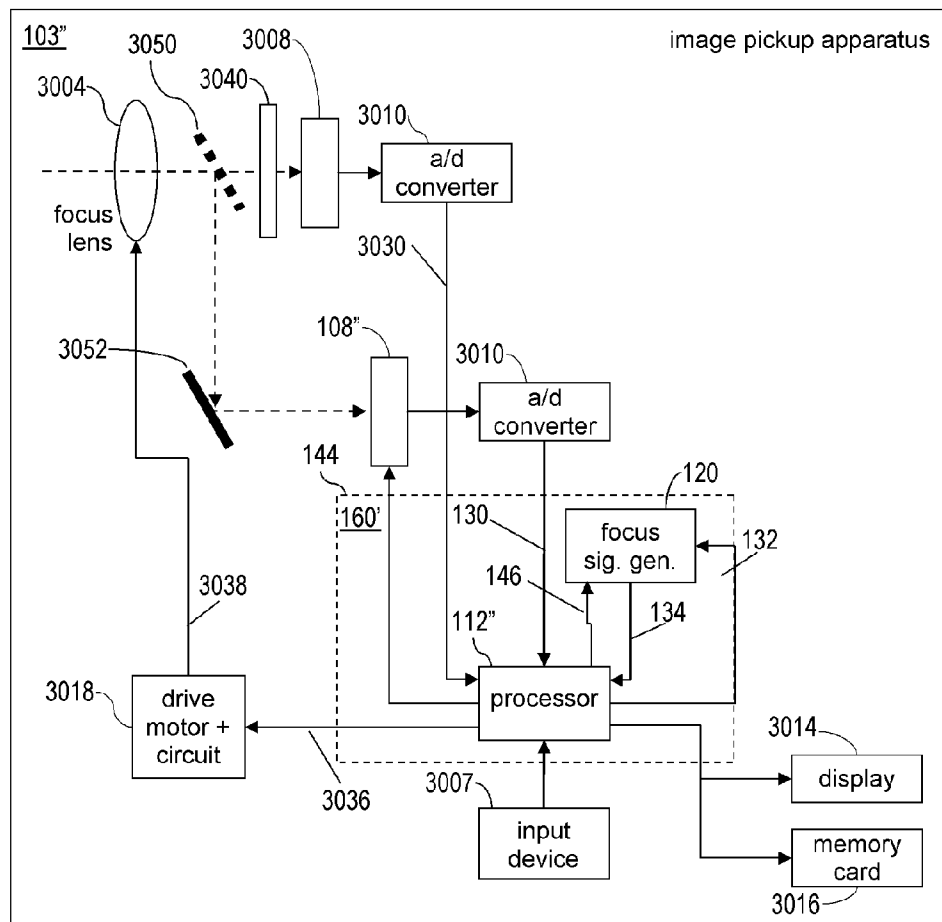 103”
image pickup apparatus
3050
3008
3004
3040
3010
a/d
converter
focus
lens
3030
3052
108”
3010
a/d
converter
144
120
160’
130
focus
sig. gen.
132
146
134
3038
112”
processor
3018
drive
motor +
circuit
3036
3007
input
device
3014
display
memory
card
3016